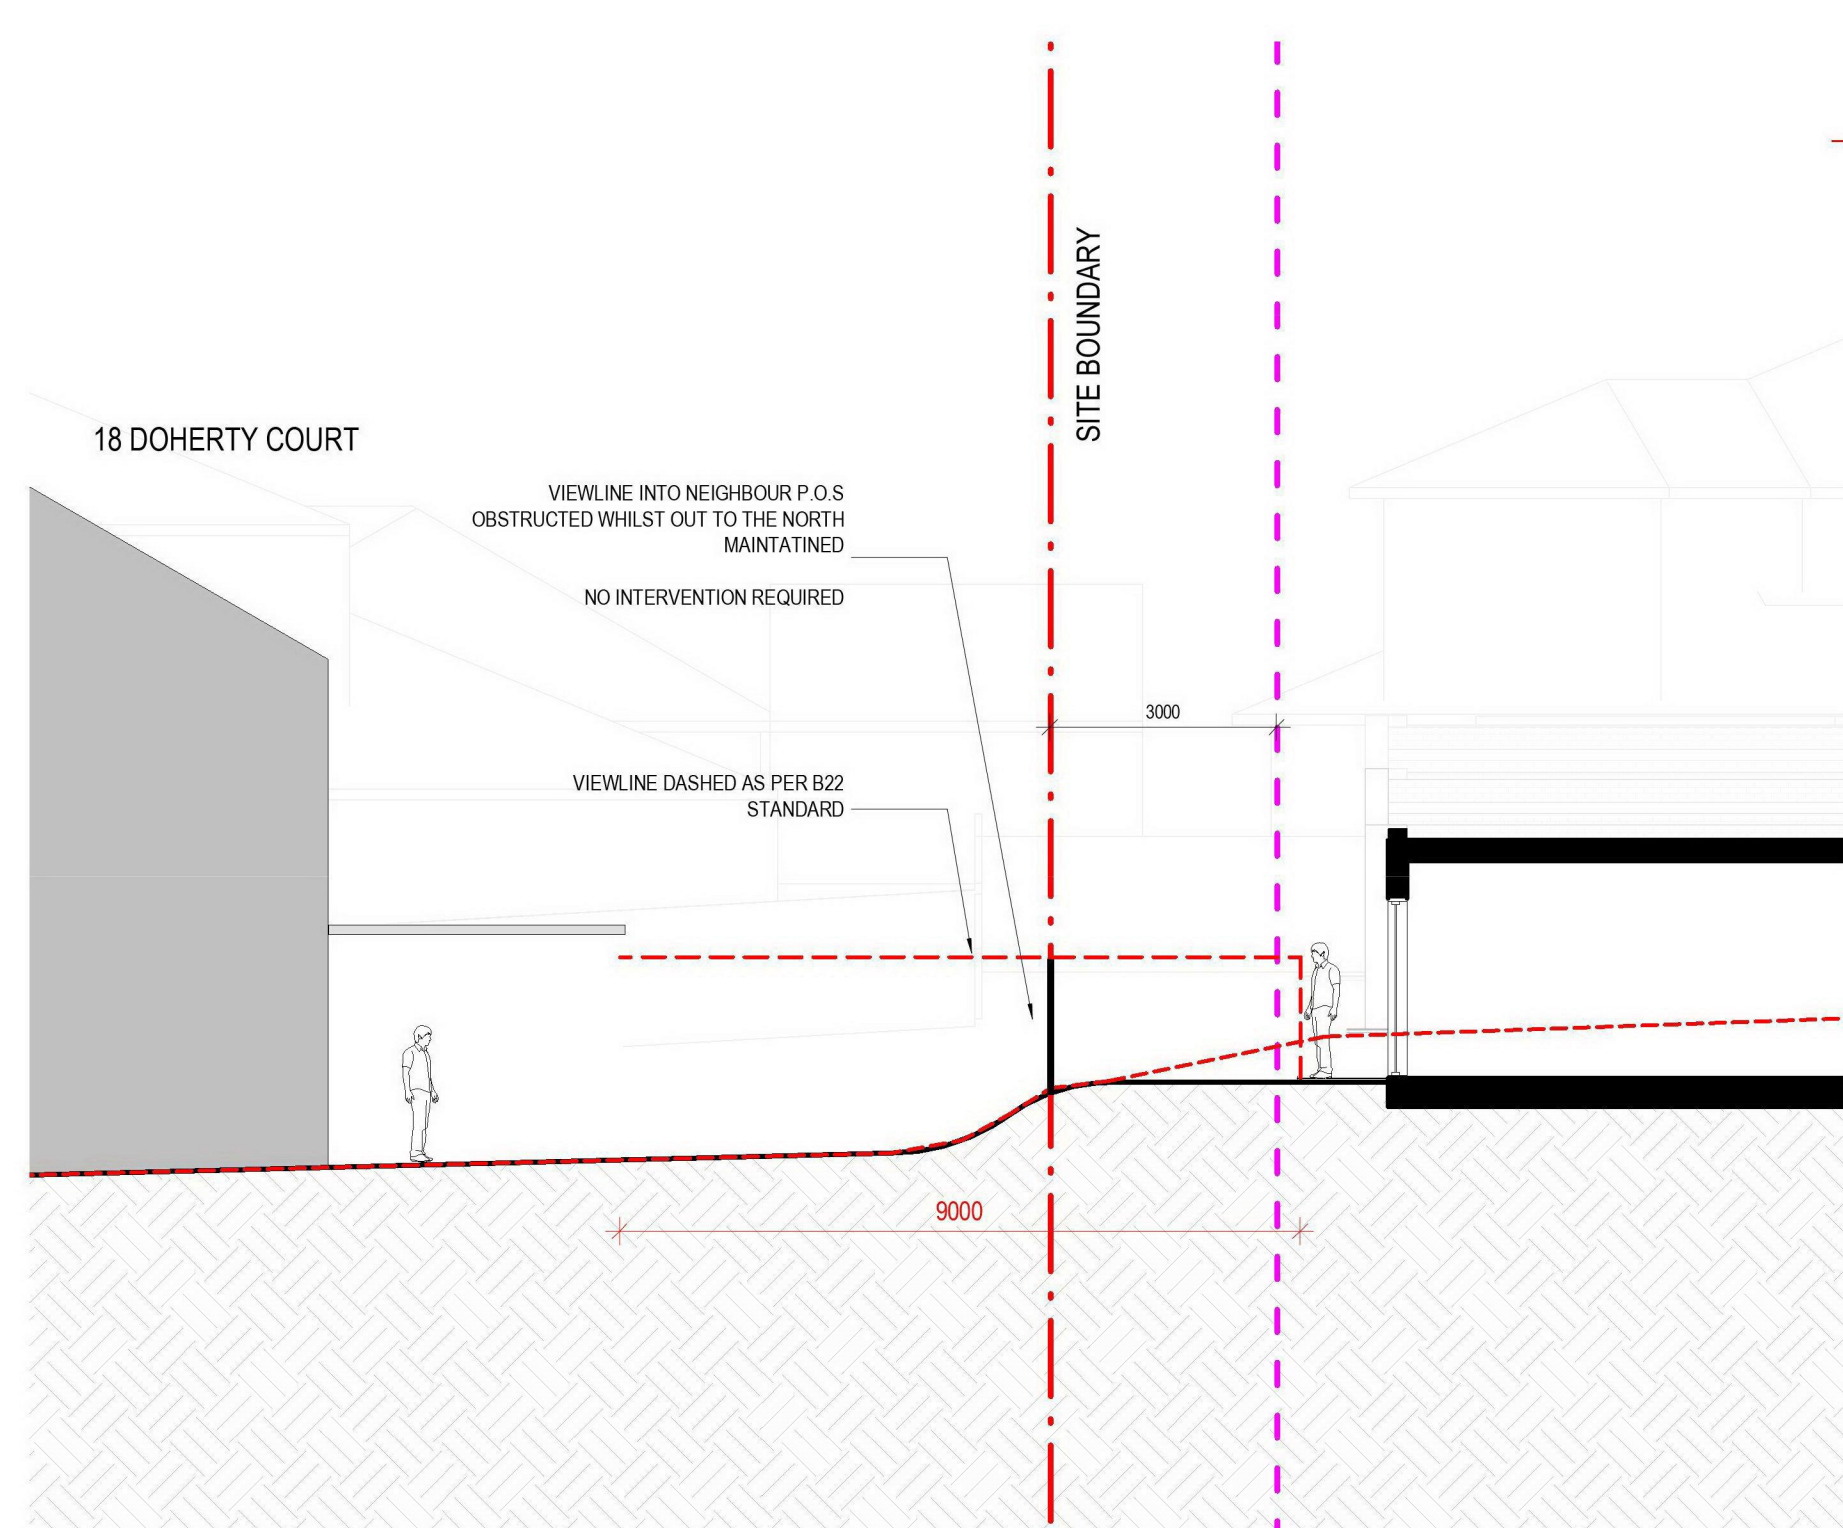 SITE BOUNDARY
18 DOHERTY COURT
VIEWLINE INTO NEIGHBOUR P.O.S
OBSTRUCTED WHILST OUT TO THE NORTH
MAINTATINED
NO INTERVENTION REQUIRED
3000
VIEWLINE DASHED AS PER B22
STANDARD
9000